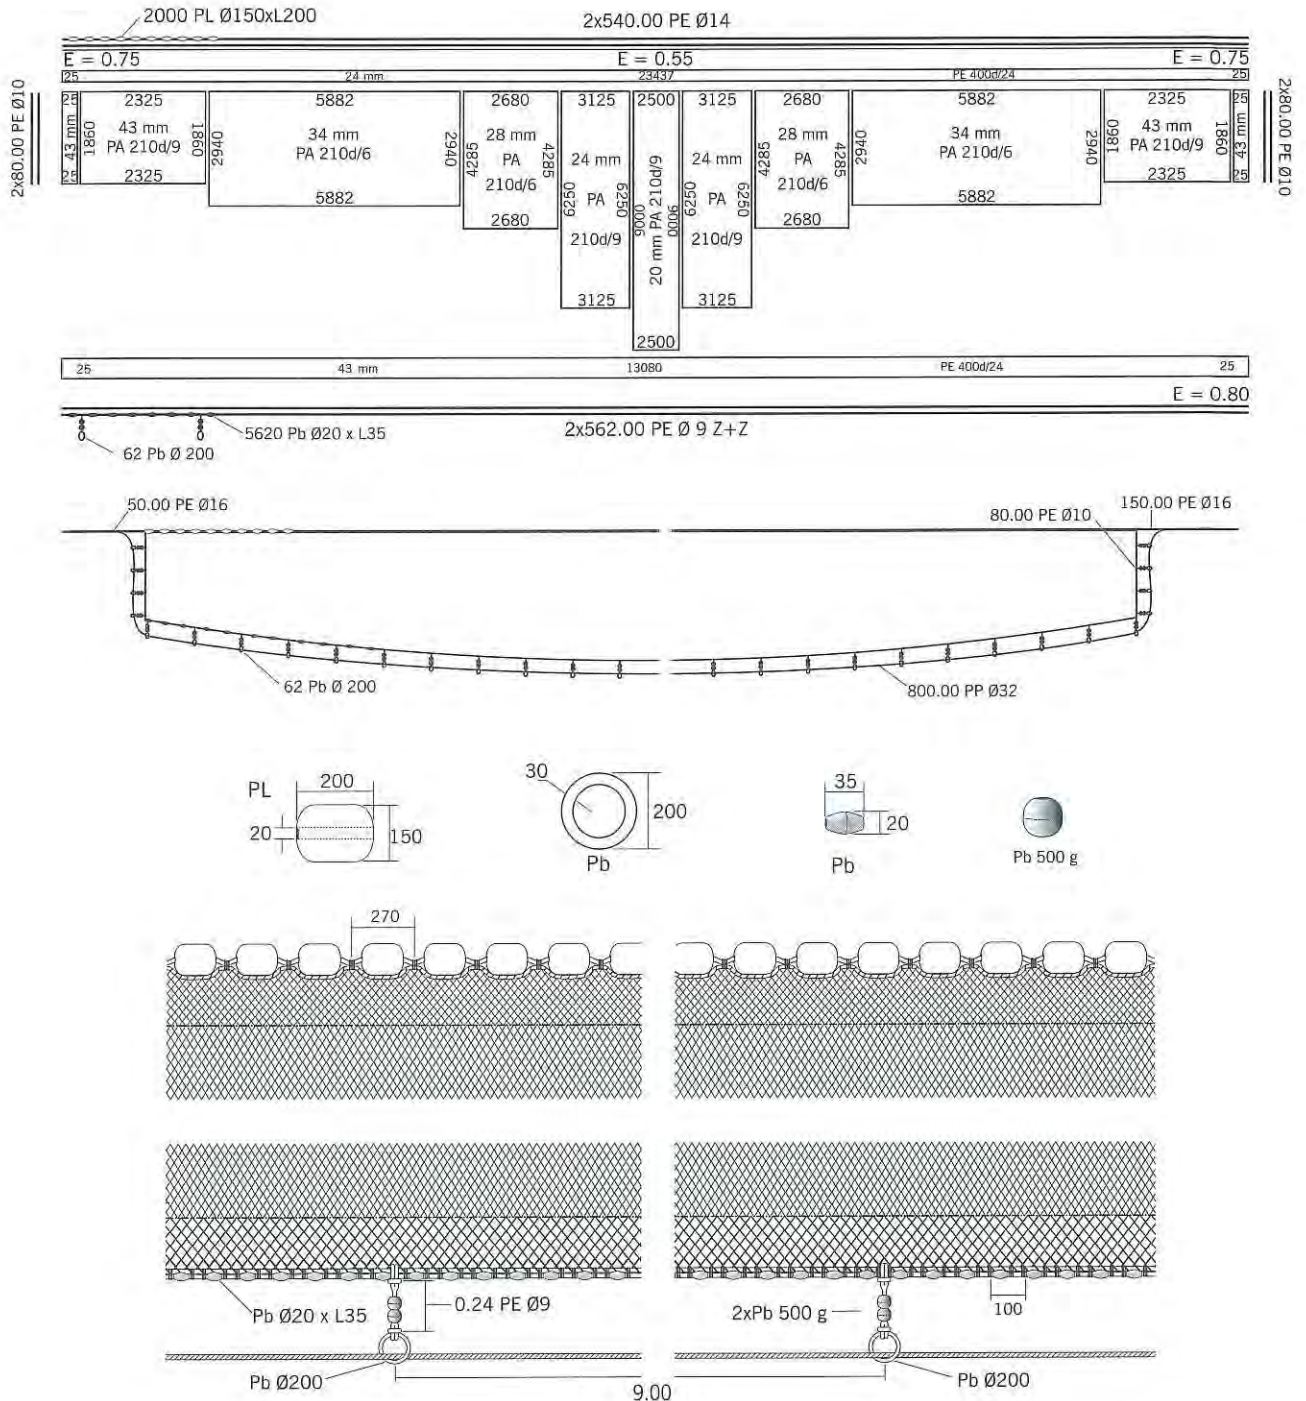 2000 PL Ø150xL200
2x540.00 PE Ø14
E = 0.75
E = 0.55
E = 0.75
25
24 mm
23437
PE 400d/24
25
2x80.00 PE Ø10
25
43 mm
25
2325
1860
43 mm
PA 210d/9
1860
2325
5882
2940
34 mm
PA 210d/6
2940
5882
2680
4285
28 mm
PA
210d/6
4285
2680
3125
6250
24 mm
PA
210d/9
6250
3125
2500
9000
20 mm PA 210d/9
9000
2500
3125
6250
24 mm
PA
210d/9
6250
3125
2680
4285
28 mm
PA
210d/6
4285
2680
5882
2940
34 mm
PA 210d/6
2940
5882
2325
1860
43 mm
PA 210d/9
1860
2325
25
43 mm
25
2x80.00 PE Ø10
25
43 mm
13080
PE 400d/24
25
E = 0.80
5620 Pb Ø20 x L35
2x562.00 PE Ø 9 Z+Z
62 Pb Ø 200
50.00 PE Ø16
150.00 PE Ø16
80.00 PE Ø10
62 Pb Ø 200
800.00 PP Ø32
PL
200
20
150
30
200
Pb
35
20
Pb
Pb 500 g
270
Pb Ø20 x L35
0.24 PE Ø9
2xPb 500 g
100
Pb Ø200
Pb Ø200
9.00